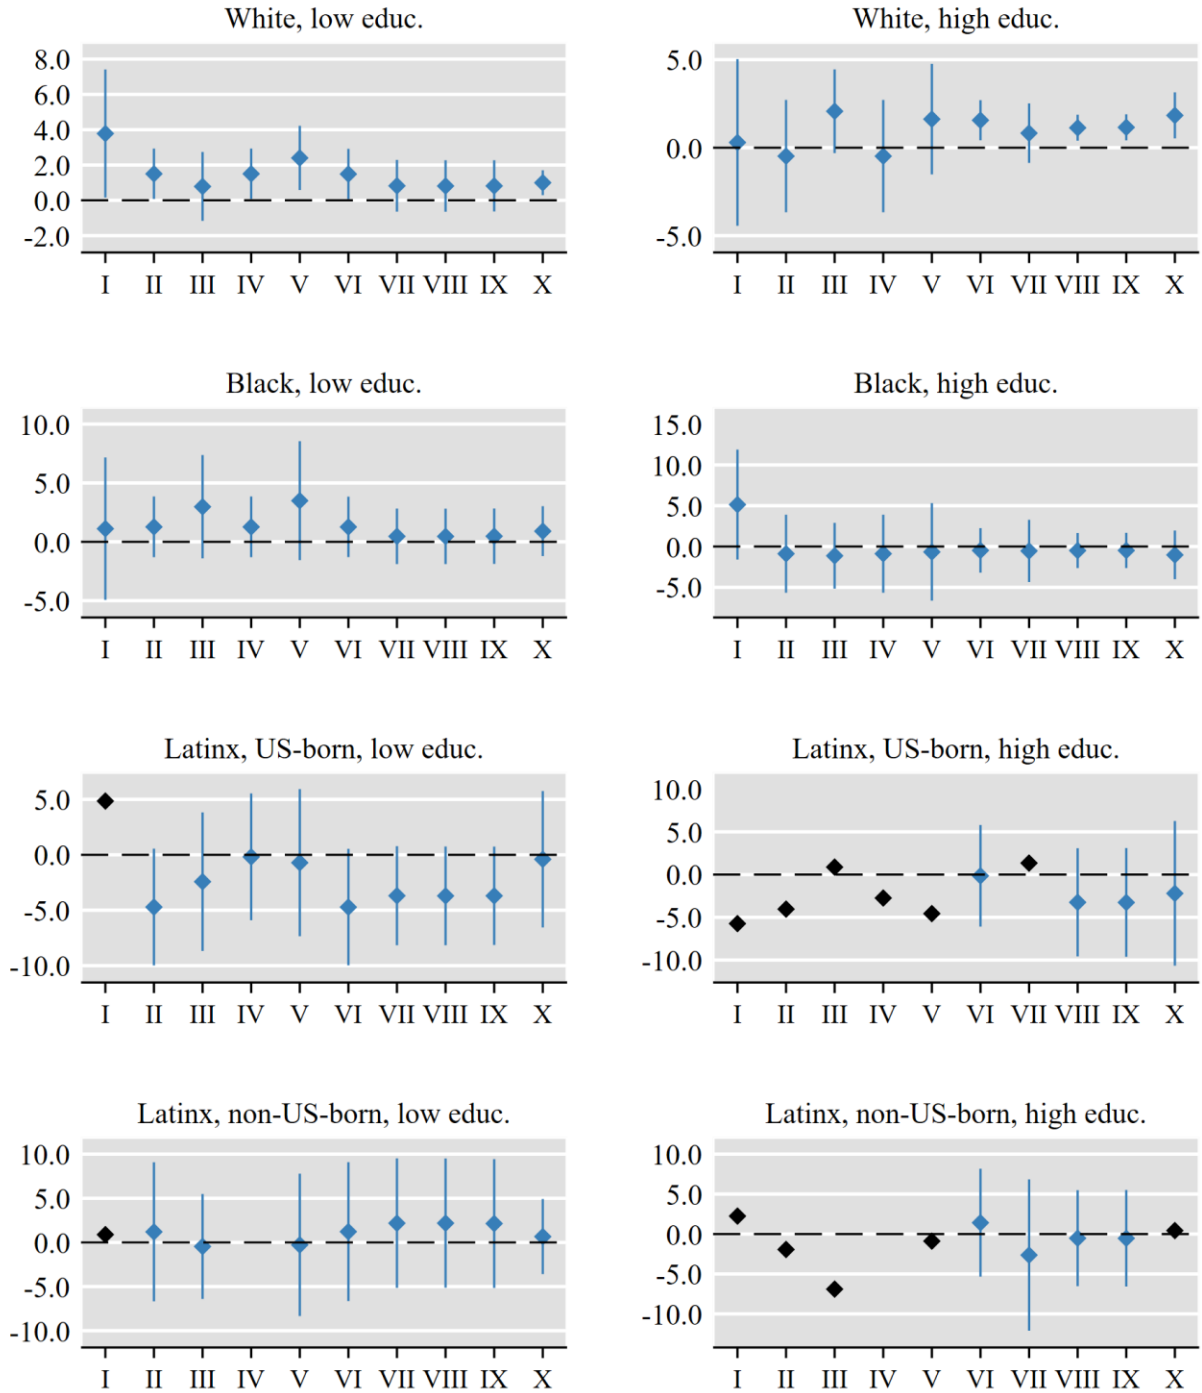 White, low educ.
8.0
6.0
4.0
2.0
0.0
-2.0
I II III IV V VI VII VIII IX X
White, high educ.
5.0
0.0
-5.0
I II III IV V VI VII VIII IX X
Black, low educ.
10.0
5.0
0.0
-5.0
I II III IV V VI VII VIII IX X
Black, high educ.
15.0
10.0
5.0
0.0
-5.0
I II III IV V VI VII VIII IX X
Latinx, US-born, low educ.
5.0
0.0
-5.0
-10.0
I II III IV V VI VII VIII IX X
Latinx, US-born, high educ.
10.0
5.0
0.0
-5.0
-10.0
I II III IV V VI VII VIII IX X
Latinx, non-US-born, low educ.
10.0
5.0
0.0
-5.0
-10.0
I II III IV V VI VII VIII IX X
Latinx, non-US-born, high educ.
10.0
5.0
0.0
-5.0
-10.0
I II III IV V VI VII VIII IX X